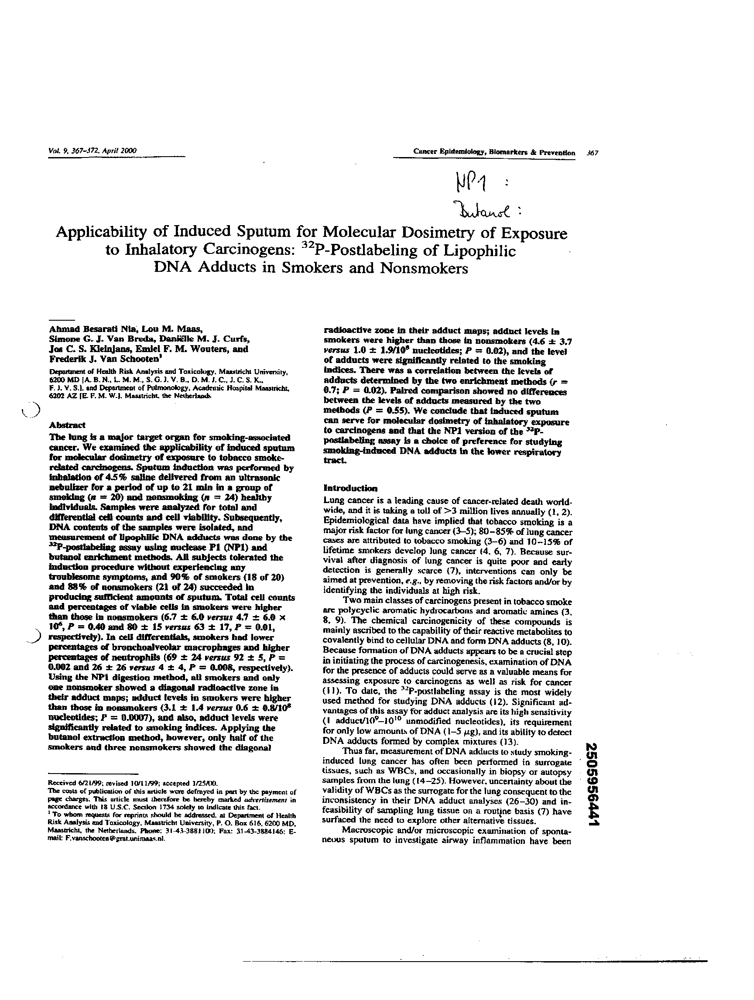 Vol. 9, 367–372, April 2000
Cancer Epidemiology, Biomarkers & Prevention 367
NP1 :
Butanol :
Applicability of Induced Sputum for Molecular Dosimetry of Exposure
to Inhalatory Carcinogens: ³²P-Postlabeling of Lipophilic
DNA Adducts in Smokers and Nonsmokers
Ahmad Besarati Nia, Lou M. Maas,
Simone G. J. Van Breda, Daniëlle M. J. Curfs,
Jos C. S. Kleinjans, Emiel F. M. Wouters, and
Frederik J. Van Schooten¹
Department of Health Risk Analysis and Toxicology, Maastricht University,
6200 MD [A. B. N., L. M. M., S. G. J. V. B., D. M. J. C., J. C. S. K.,
F. J. V. S.], and Department of Pulmonology, Academic Hospital Maastricht,
6202 AZ [E. F. M. W.], Maastricht, the Netherlands
Abstract
The lung is a major target organ for smoking-associated
cancer. We examined the applicability of induced sputum
for molecular dosimetry of exposure to tobacco smoke-
related carcinogens. Sputum induction was performed by
inhalation of 4.5% saline delivered from an ultrasonic
nebulizer for a period of up to 21 min in a group of
smoking (n = 20) and nonsmoking (n = 24) healthy
individuals. Samples were analyzed for total and
differential cell counts and cell viability. Subsequently,
DNA contents of the samples were isolated, and
measurement of lipophilic DNA adducts was done by the
³²P-postlabeling assay using nuclease P1 (NP1) and
butanol enrichment methods. All subjects tolerated the
induction procedure without experiencing any
troublesome symptoms, and 90% of smokers (18 of 20)
and 88% of nonsmokers (21 of 24) succeeded in
producing sufficient amounts of sputum. Total cell counts
and percentages of viable cells in smokers were higher
than those in nonsmokers (6.7 ± 6.0 versus 4.7 ± 6.0 ×
10⁶, P = 0.40 and 80 ± 15 versus 63 ± 17, P = 0.01,
respectively). In cell differentials, smokers had lower
percentages of bronchoalveolar macrophages and higher
percentages of neutrophils (69 ± 24 versus 92 ± 5, P =
0.002 and 26 ± 26 versus 4 ± 4, P = 0.008, respectively).
Using the NP1 digestion method, all smokers and only
one nonsmoker showed a diagonal radioactive zone in
their adduct maps; adduct levels in smokers were higher
than those in nonsmokers (3.1 ± 1.4 versus 0.6 ± 0.8/10⁸
nucleotides; P = 0.0007), and also, adduct levels were
significantly related to smoking indices. Applying the
butanol extraction method, however, only half of the
smokers and three nonsmokers showed the diagonal
Received 6/21/99; revised 10/11/99; accepted 1/25/00.
The costs of publication of this article were defrayed in part by the payment of
page charges. This article must therefore be hereby marked advertisement in
accordance with 18 U.S.C. Section 1734 solely to indicate this fact.
¹ To whom requests for reprints should be addressed, at Department of Health
Risk Analysis and Toxicology, Maastricht University, P. O. Box 616, 6200 MD,
Maastricht, the Netherlands. Phone: 31-43-3881100; Fax: 31-43-3884146; E-
mail: F.vanschooten@grat.unimaas.nl.
radioactive zone in their adduct maps; adduct levels in
smokers were higher than those in nonsmokers (4.6 ± 3.7
versus 1.0 ± 1.9/10⁸ nucleotides; P = 0.02), and the level
of adducts were significantly related to the smoking
indices. There was a correlation between the levels of
adducts determined by the two enrichment methods (r =
0.7; P = 0.02). Paired comparison showed no differences
between the levels of adducts measured by the two
methods (P = 0.55). We conclude that induced sputum
can serve for molecular dosimetry of inhalatory exposure
to carcinogens and that the NP1 version of the ³²P-
postlabeling assay is a choice of preference for studying
smoking-induced DNA adducts in the lower respiratory
tract.
Introduction
Lung cancer is a leading cause of cancer-related death world-
wide, and it is taking a toll of >3 million lives annually (1, 2).
Epidemiological data have implied that tobacco smoking is a
major risk factor for lung cancer (3–5); 80–85% of lung cancer
cases are attributed to tobacco smoking (3–6) and 10–15% of
lifetime smokers develop lung cancer (4, 6, 7). Because sur-
vival after diagnosis of lung cancer is quite poor and early
detection is generally scarce (7), interventions can only be
aimed at prevention, e.g., by removing the risk factors and/or by
identifying the individuals at high risk.
Two main classes of carcinogens present in tobacco smoke
are polycyclic aromatic hydrocarbons and aromatic amines (3,
8, 9). The chemical carcinogenicity of these compounds is
mainly ascribed to the capability of their reactive metabolites to
covalently bind to cellular DNA and form DNA adducts (8, 10).
Because formation of DNA adducts appears to be a crucial step
in initiating the process of carcinogenesis, examination of DNA
for the presence of adducts could serve as a valuable means for
assessing exposure to carcinogens as well as risk for cancer
(11). To date, the ³²P-postlabeling assay is the most widely
used method for studying DNA adducts (12). Significant ad-
vantages of this assay for adduct analysis are its high sensitivity
(1 adduct/10⁹–10¹⁰ unmodified nucleotides), its requirement
for only low amounts of DNA (1–5 μg), and its ability to detect
DNA adducts formed by complex mixtures (13).
Thus far, measurement of DNA adducts to study smoking-
induced lung cancer has often been performed in surrogate
tissues, such as WBCs, and occasionally in biopsy or autopsy
samples from the lung (14–25). However, uncertainty about the
validity of WBCs as the surrogate for the lung consequent to the
inconsistency in their DNA adduct analyses (26–30) and in-
feasibility of sampling lung tissue on a routine basis (7) have
surfaced the need to explore other alternative tissues.
Macroscopic and/or microscopic examination of sponta-
neous sputum to investigate airway inflammation have been
2505956441